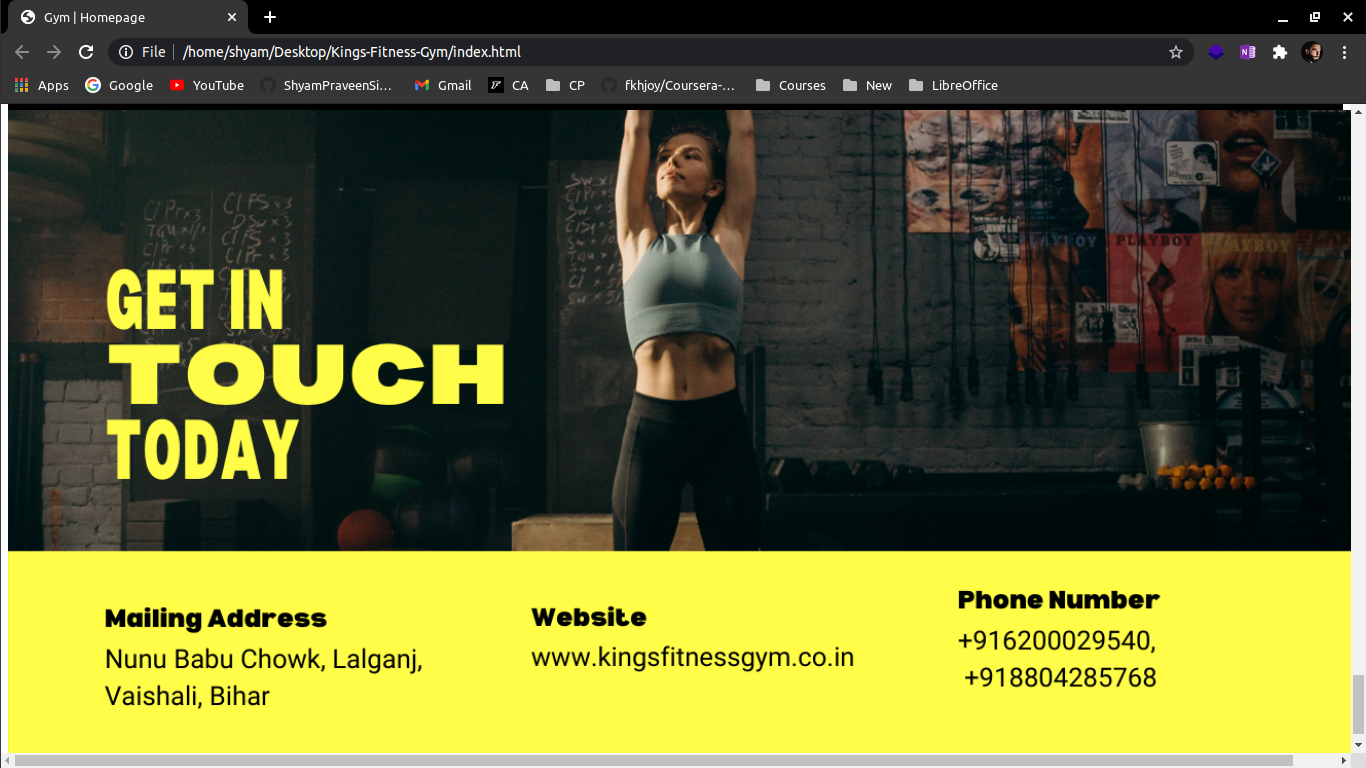 Gym | Homepage
File
/home/shyam/Desktop/Kings-Fitness-Gym/index.html
Apps
Google
YouTube
ShyamPraveenSi...
Gmail
CA
CP
fkhjoy/Coursera-...
Courses
New
LibreOffice
PLAYBOY
PLAYBOY
GET IN
TOUCH
TODAY
Mailing Address
Nunu Babu Chowk, Lalganj,
Vaishali, Bihar
Website
www.kingsfitnessgym.co.in
Phone Number
+916200029540,
+918804285768